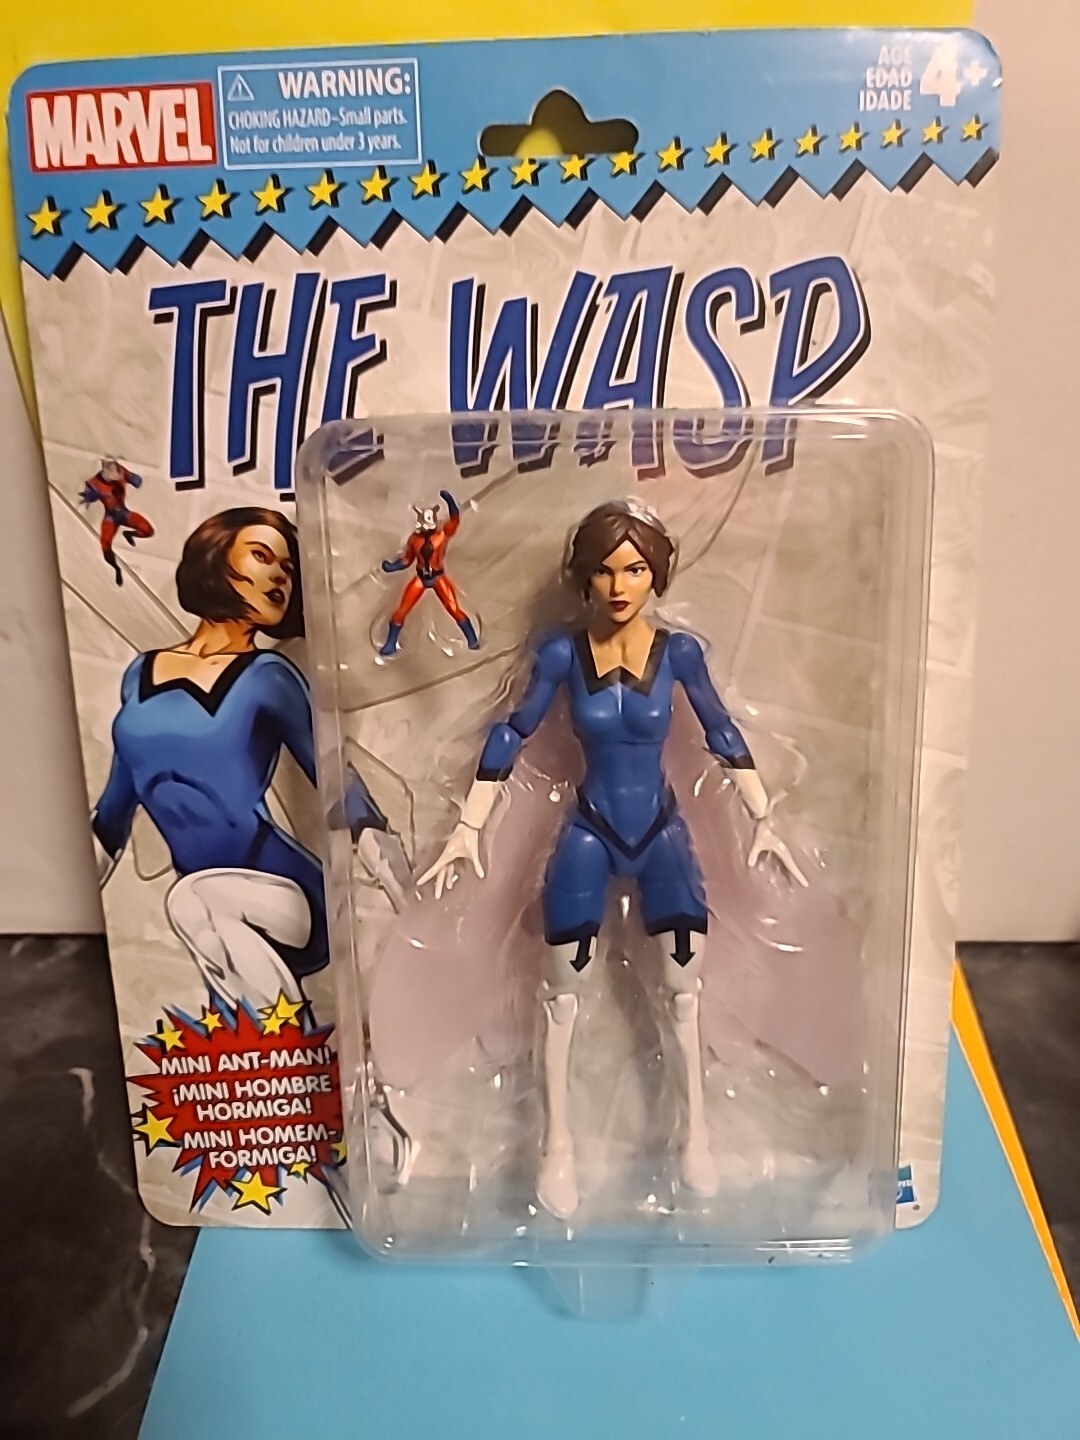 MARVEL
WARNING:
CHOKING HAZARD–Small parts.
Not for children under 3 years.
AGE
EDAD
IDADE
4+
THE WASP
MINI ANT-MAN!
¡MINI HOMBRE
HORMIGA!
MINI HOMEM-
FORMIGA!